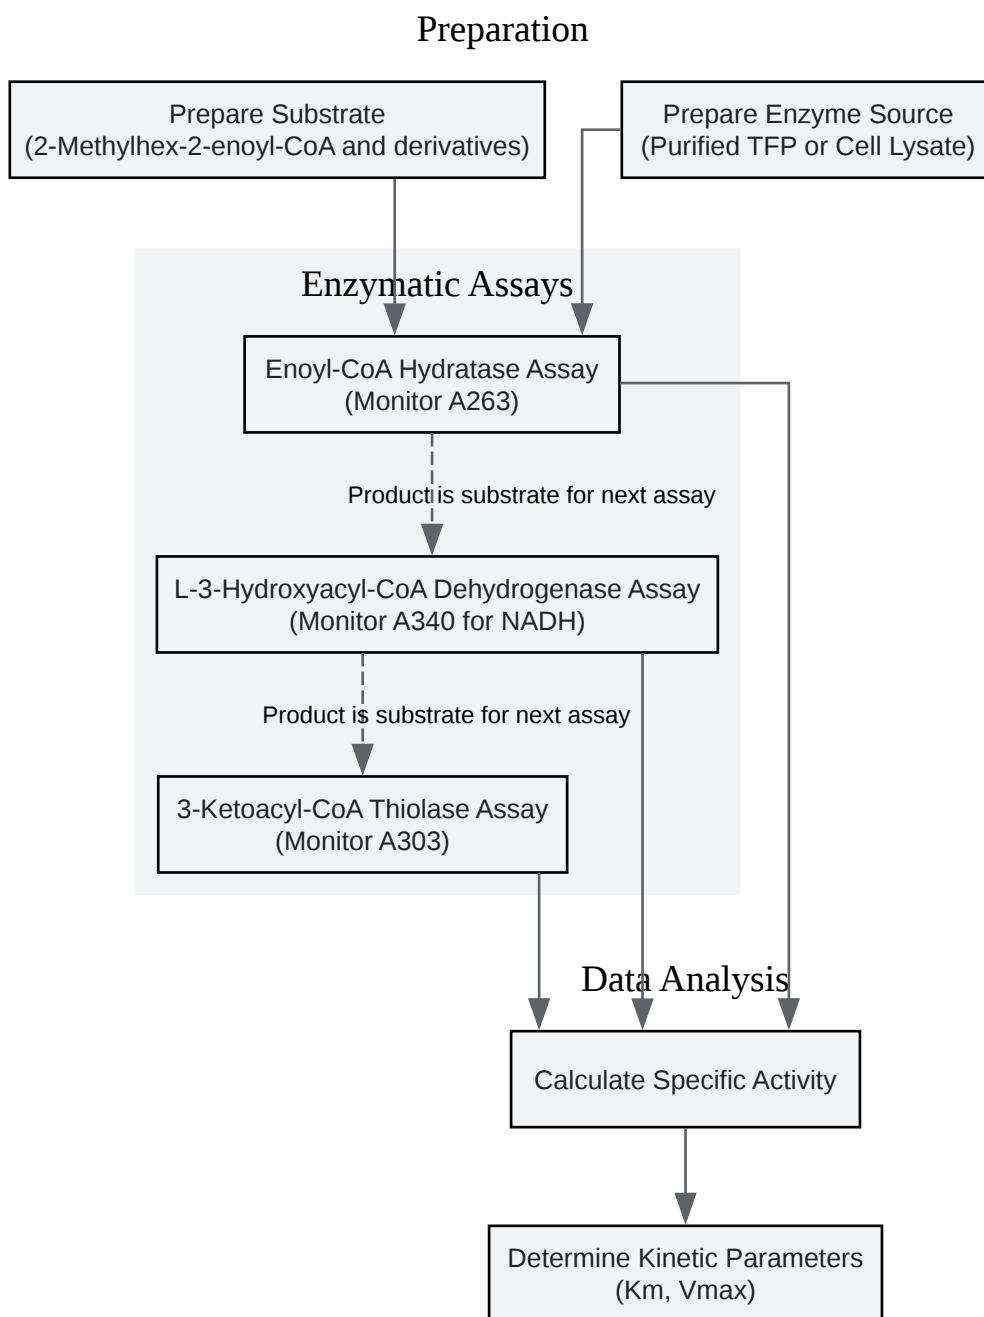 Preparation
Prepare Substrate
(2-Methylhex-2-enoyl-CoA and derivatives)
Prepare Enzyme Source
(Purified TFP or Cell Lysate)
Enzymatic Assays
Enoyl-CoA Hydratase Assay
(Monitor A263)
Product is substrate for next assay
L-3-Hydroxyacyl-CoA Dehydrogenase Assay
(Monitor A340 for NADH)
Product is substrate for next assay
3-Ketoacyl-CoA Thiolase Assay
(Monitor A303)
Data Analysis
Calculate Specific Activity
Determine Kinetic Parameters
(Km, Vmax)